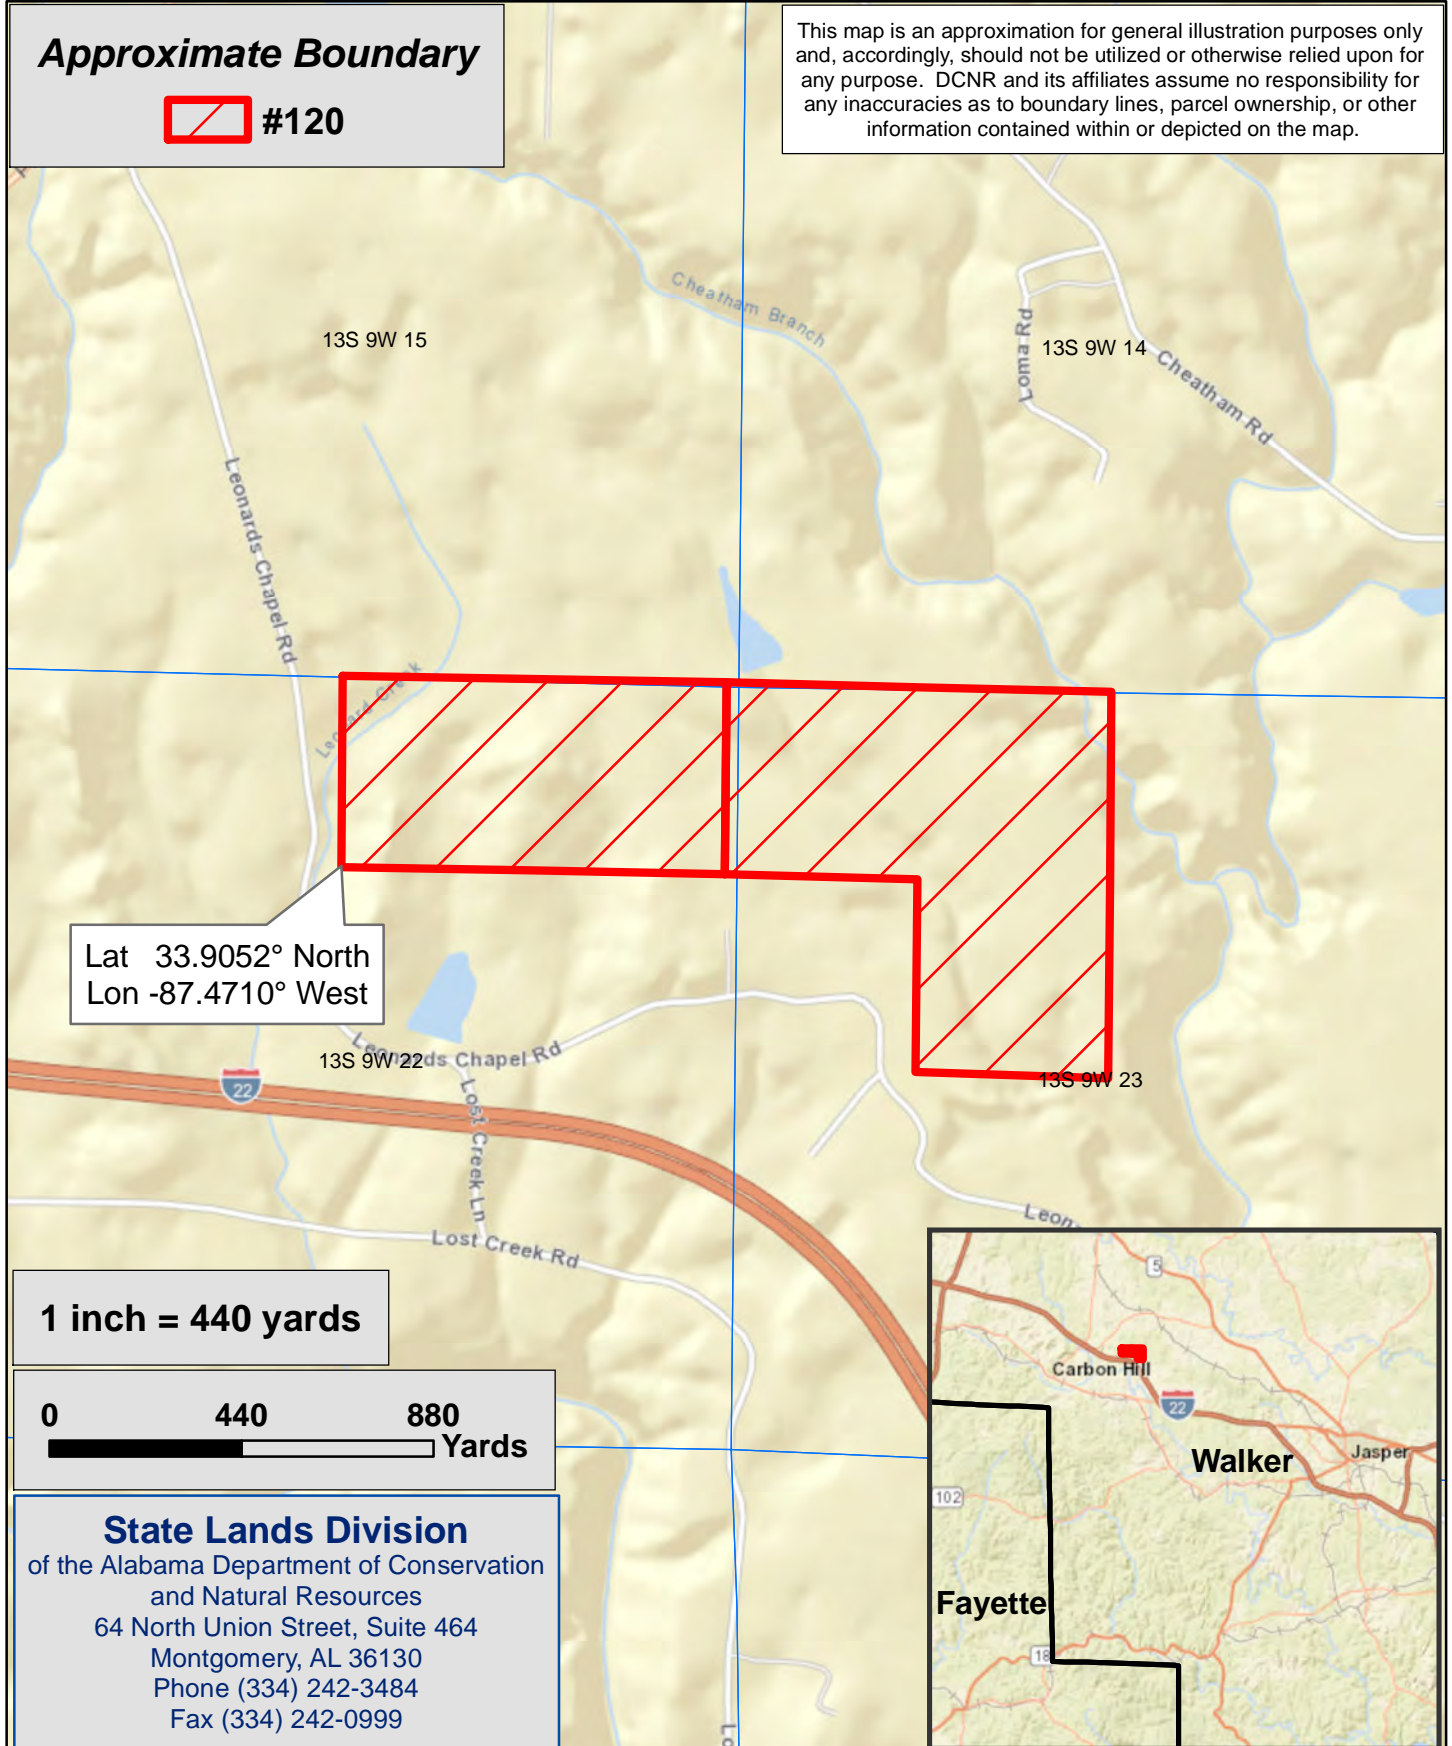 Approximate Boundary
#120
This map is an approximation for general illustration purposes only
and, accordingly, should not be utilized or otherwise relied upon for
any purpose. DCNR and its affiliates assume no responsibility for
any inaccuracies as to boundary lines, parcel ownership, or other
information contained within or depicted on the map.
Cheatham Branch
13S 9W 15
Loma Rd
13S 9W 14
Cheatham Rd
Leonards Chapel Rd
Leonard Creek
Lat 33.9052° North
Lon -87.4710° West
Leonards Chapel Rd
13S 9W 22
22
13S 9W 23
Lost Creek Ln
Lost Creek Rd
Leon
1 inch = 440 yards
0 440 880
Yards
State Lands Division
of the Alabama Department of Conservation
and Natural Resources
64 North Union Street, Suite 464
Montgomery, AL 36130
Phone (334) 242-3484
Fax (334) 242-0999
Lo
5
Carbon Hill
22
Walker
Jasper
102
Fayette
18